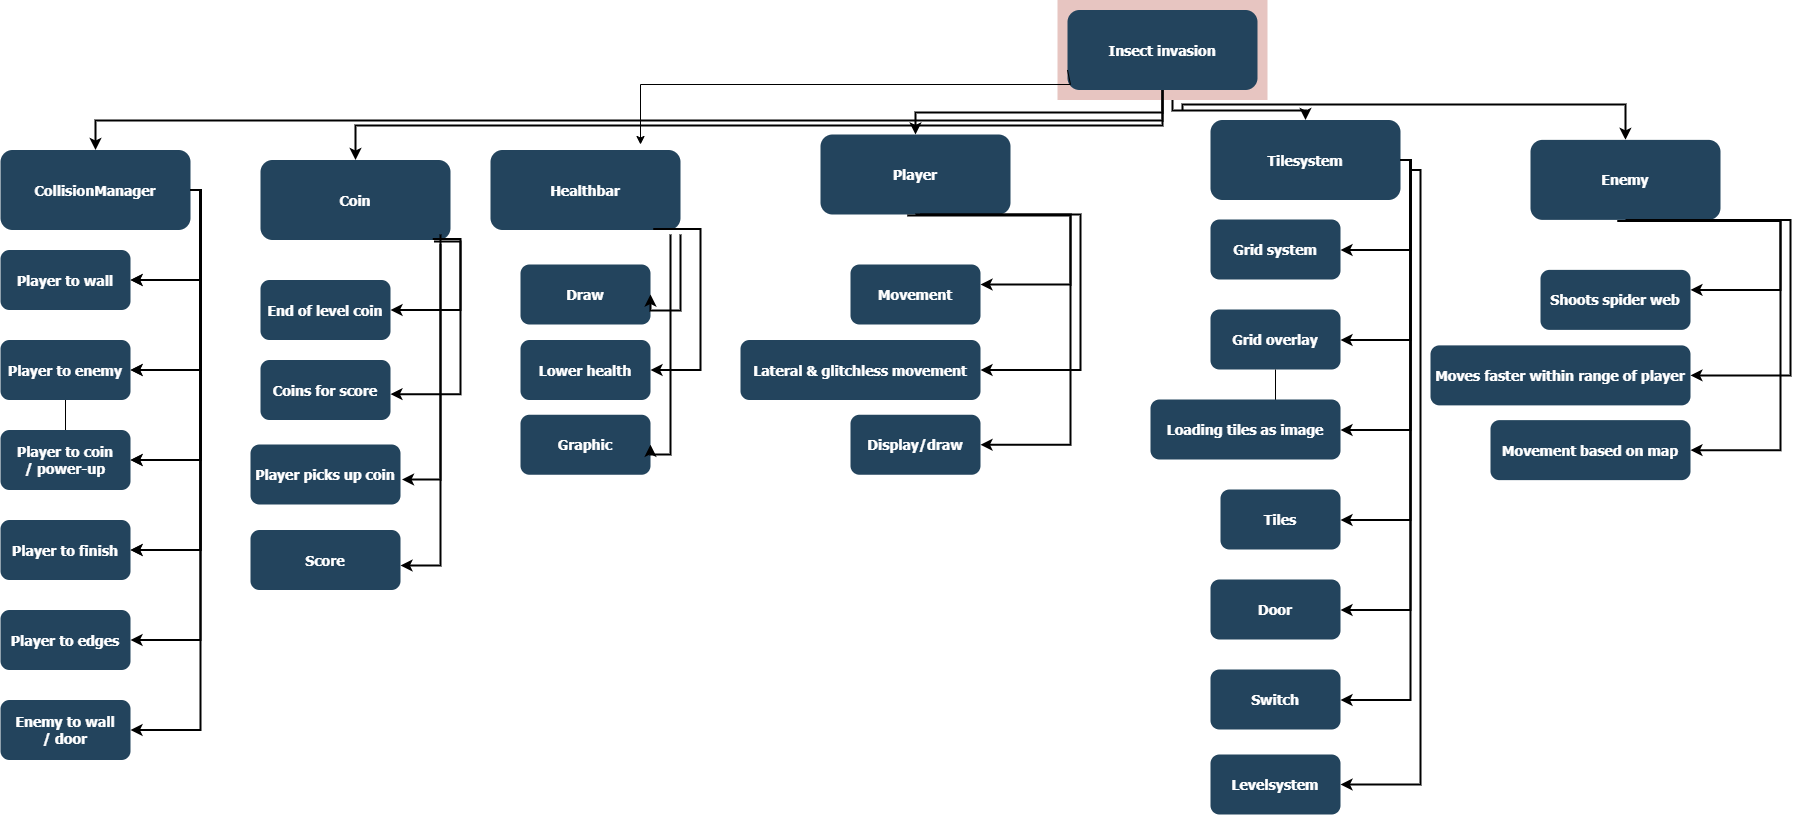 Insect invasion
CollisionManager
Player to wall
Player to enemy
Player to coin
/ power-up
Player to finish
Player to edges
Enemy to wall
/ door
Coin
End of level coin
Coins for score
Player picks up coin
Score
Healthbar
Draw
Lower health
Graphic
Player
Movement
Lateral & glitchless movement
Display/draw
Tilesystem
Grid system
Grid overlay
Loading tiles as image
Tiles
Door
Switch
Levelsystem
Enemy
Shoots spider web
Moves faster within range of player
Movement based on map